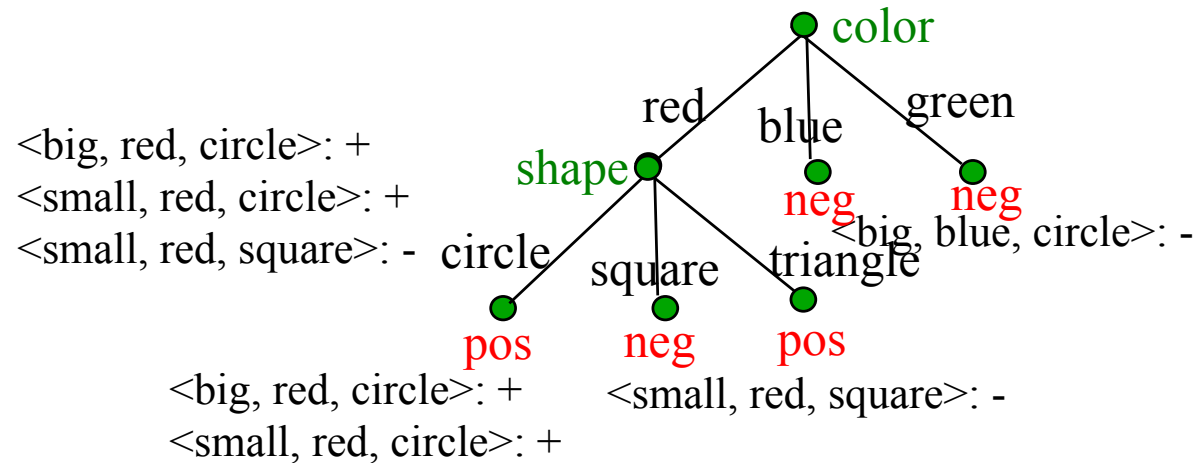 color
red
blue
green
<big, red, circle>: +
shape
<small, red, circle>: +
neg
neg
<big, blue, circle>: -
<small, red, square>: -
circle
square
triangle
pos
neg
pos
<big, red, circle>: +
<small, red, square>: -
<small, red, circle>: +